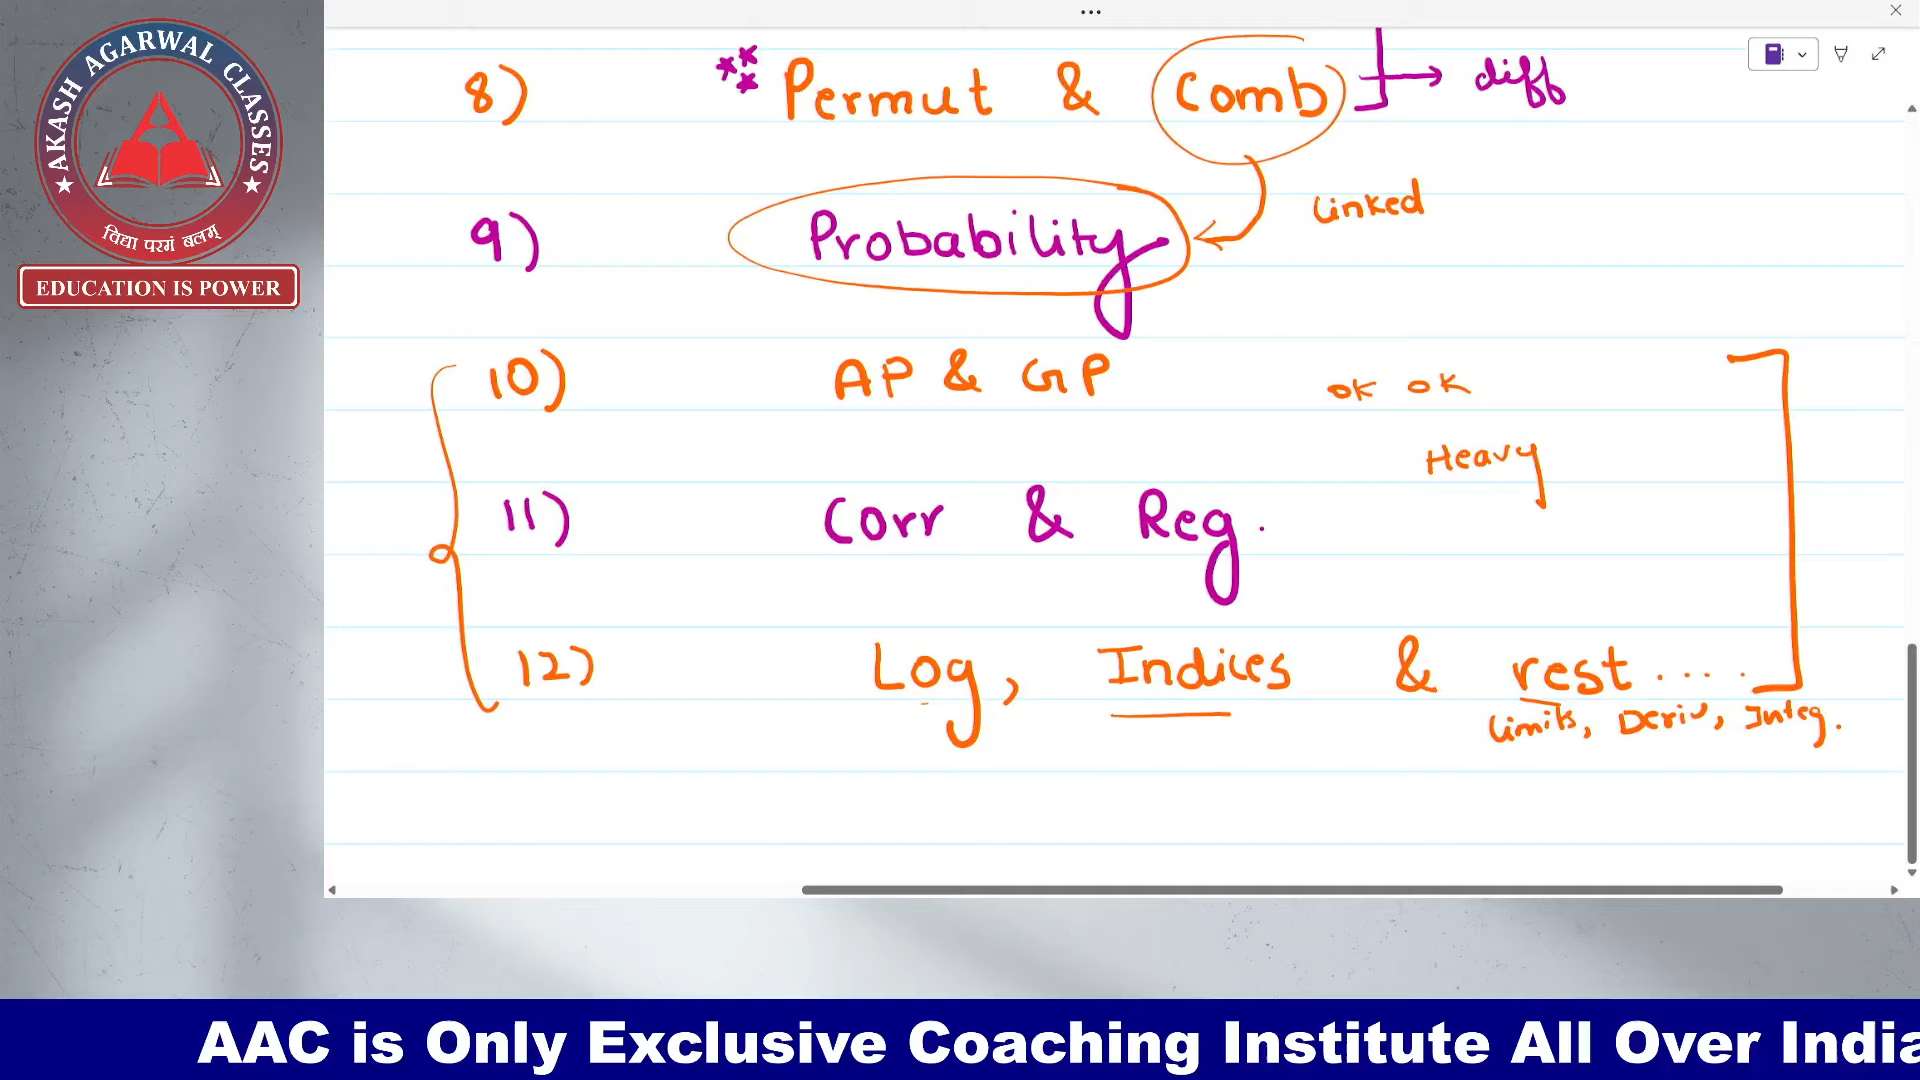 AKASH AGARWAL CLASSES
विद्या परमं बलम्
EDUCATION IS POWER
8) ** Permut & Comb → diff
9) Probability Linked
10) AP & GP OK OK
Heavy
11) Corr & Reg.
12) Log, Indices & rest ....
Limits, Deriv, Integ.
AAC is Only Exclusive Coaching Institute All Over India